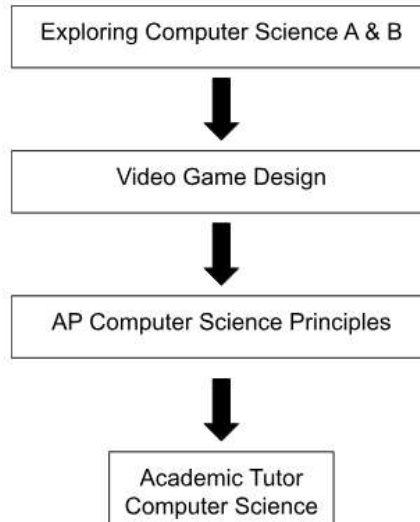 Exploring Computer Science A & B
Video Game Design
AP Computer Science Principles
Academic Tutor
Computer Science